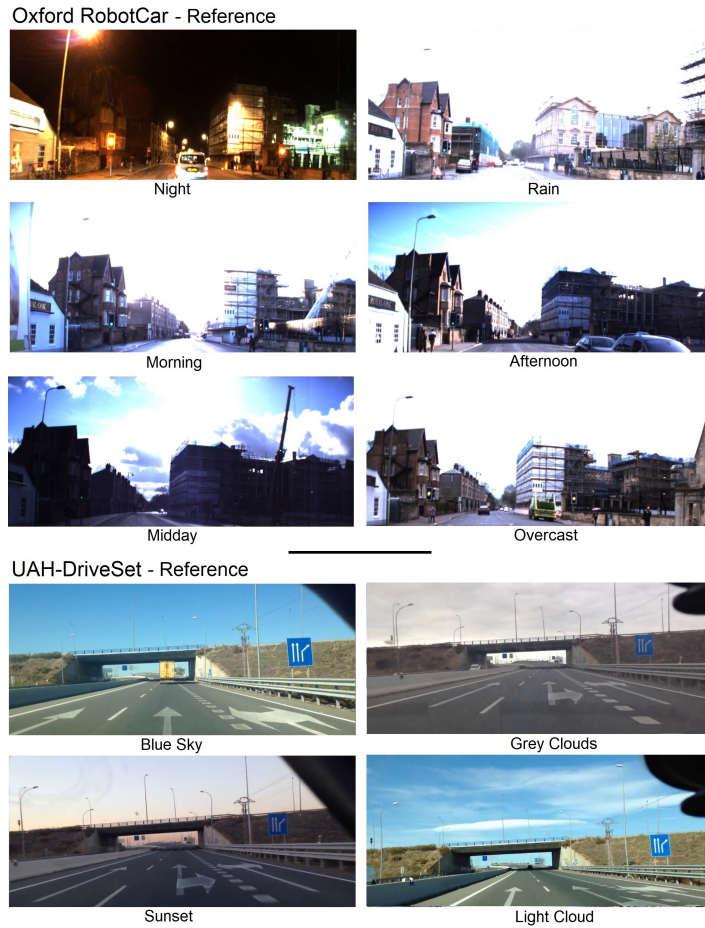 Oxford RobotCar - Reference
Night
Rain
Morning
Afternoon
Midday
Overcast
UAH-DriveSet - Reference
Blue Sky
Grey Clouds
Sunset
Light Cloud